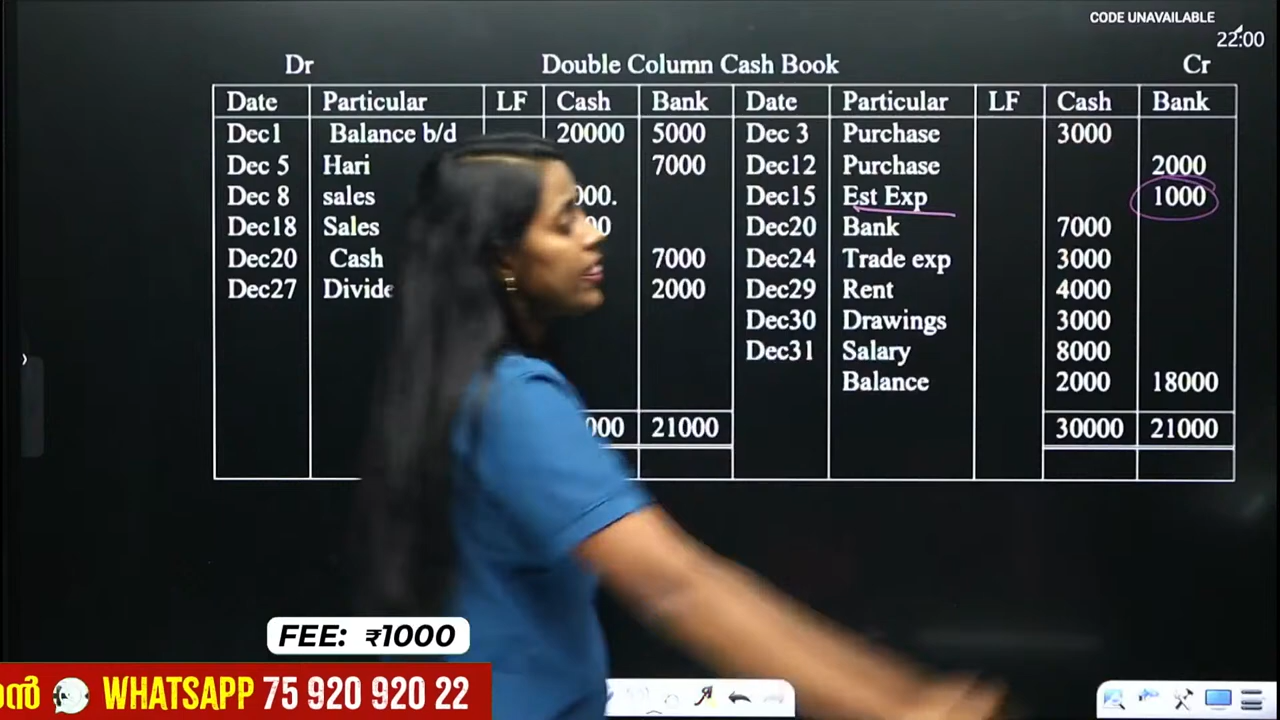 CODE UNAVAILABLE
22:00
Dr Double Column Cash Book Cr
Date Particular LF Cash Bank Date Particular LF Cash Bank
Dec1 Balance b/d 20000 5000 Dec 3 Purchase 3000
Dec 5 Hari 7000 Dec12 Purchase 2000
Dec 8 sales 000. Dec15 Est Exp 1000
Dec18 Sales Dec20 Bank 7000
Dec20 Cash 7000 Dec24 Trade exp 3000
Dec27 Divide 2000 Dec29 Rent 4000
Dec30 Drawings 3000
Dec31 Salary 8000
Balance 2000 18000
000 21000 30000 21000
FEE: ₹1000
ൻ WHATSAPP 75 920 920 22